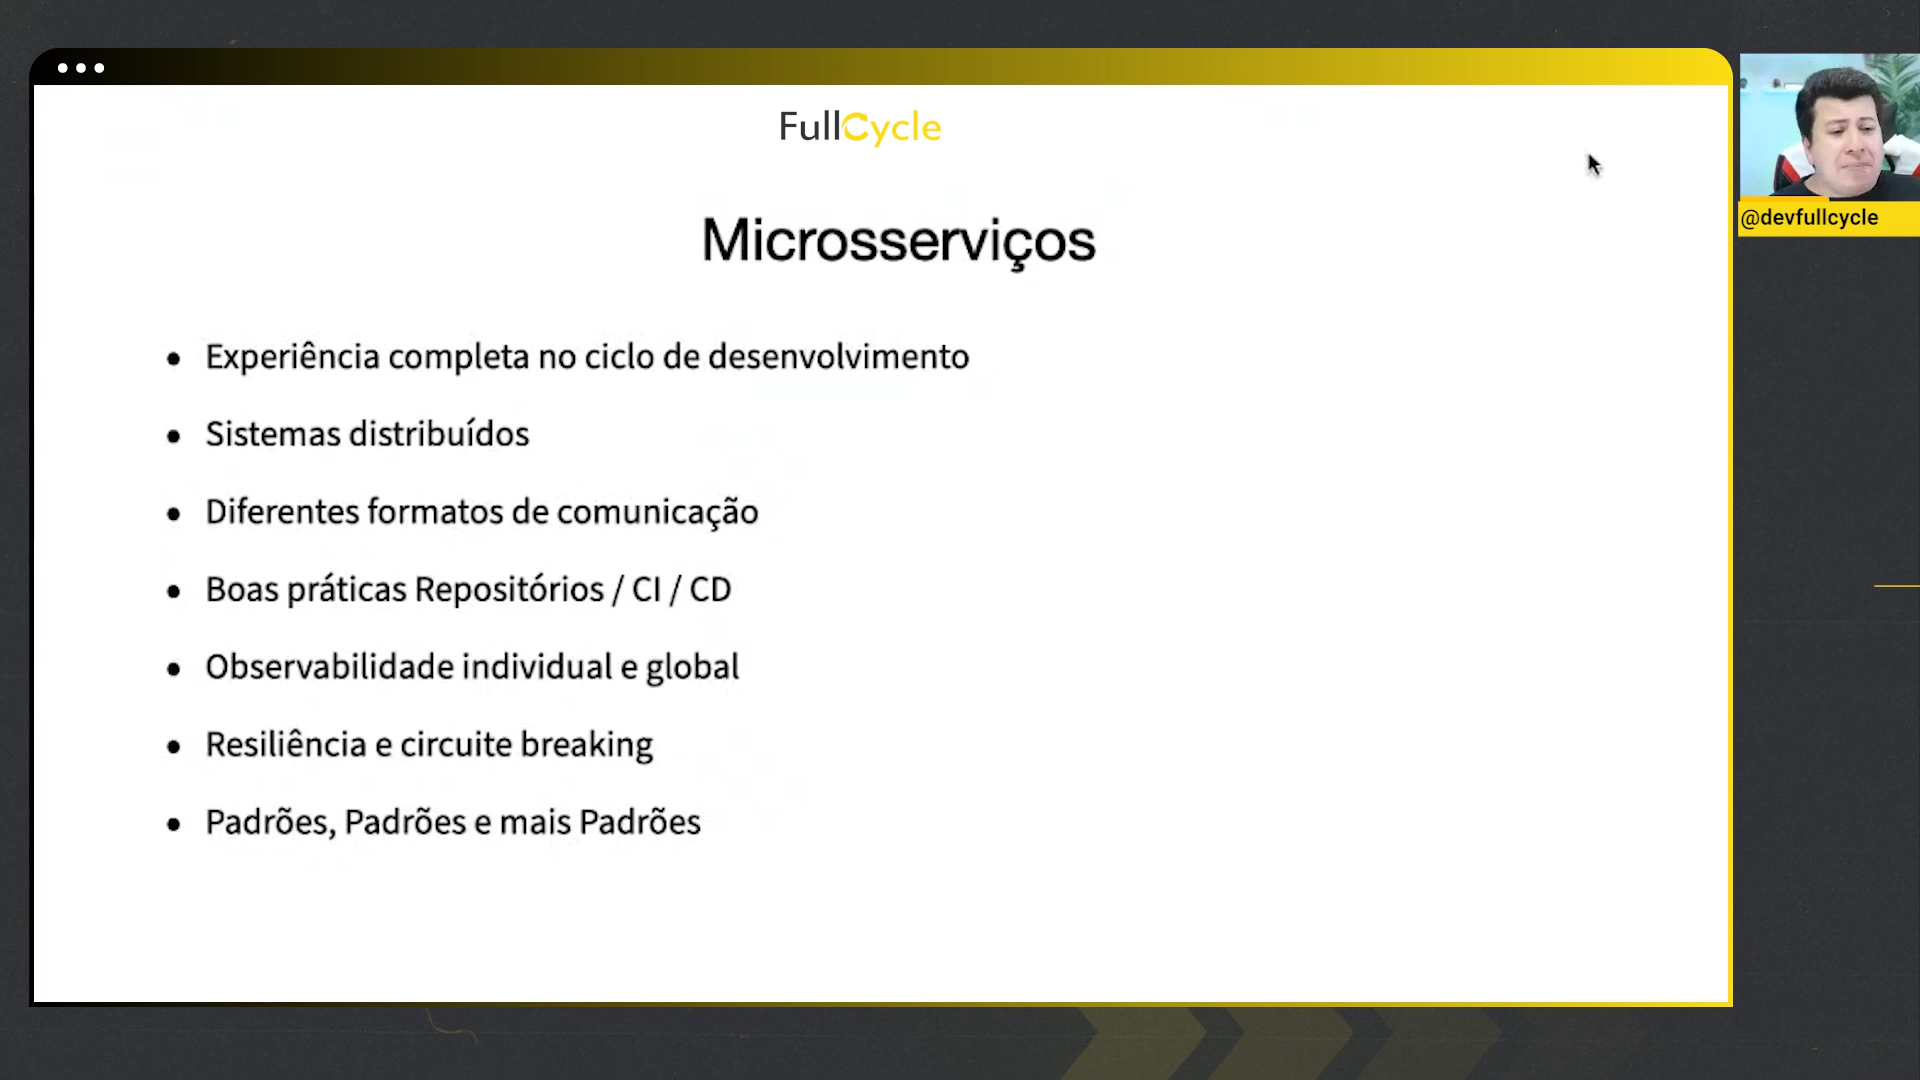 FullCycle
@devfullcycle
Microsserviços
Experiência completa no ciclo de desenvolvimento
Sistemas distribuídos
Diferentes formatos de comunicação
Boas práticas Repositórios / CI / CD
Observabilidade individual e global
Resiliência e circuite breaking
Padrões, Padrões e mais Padrões